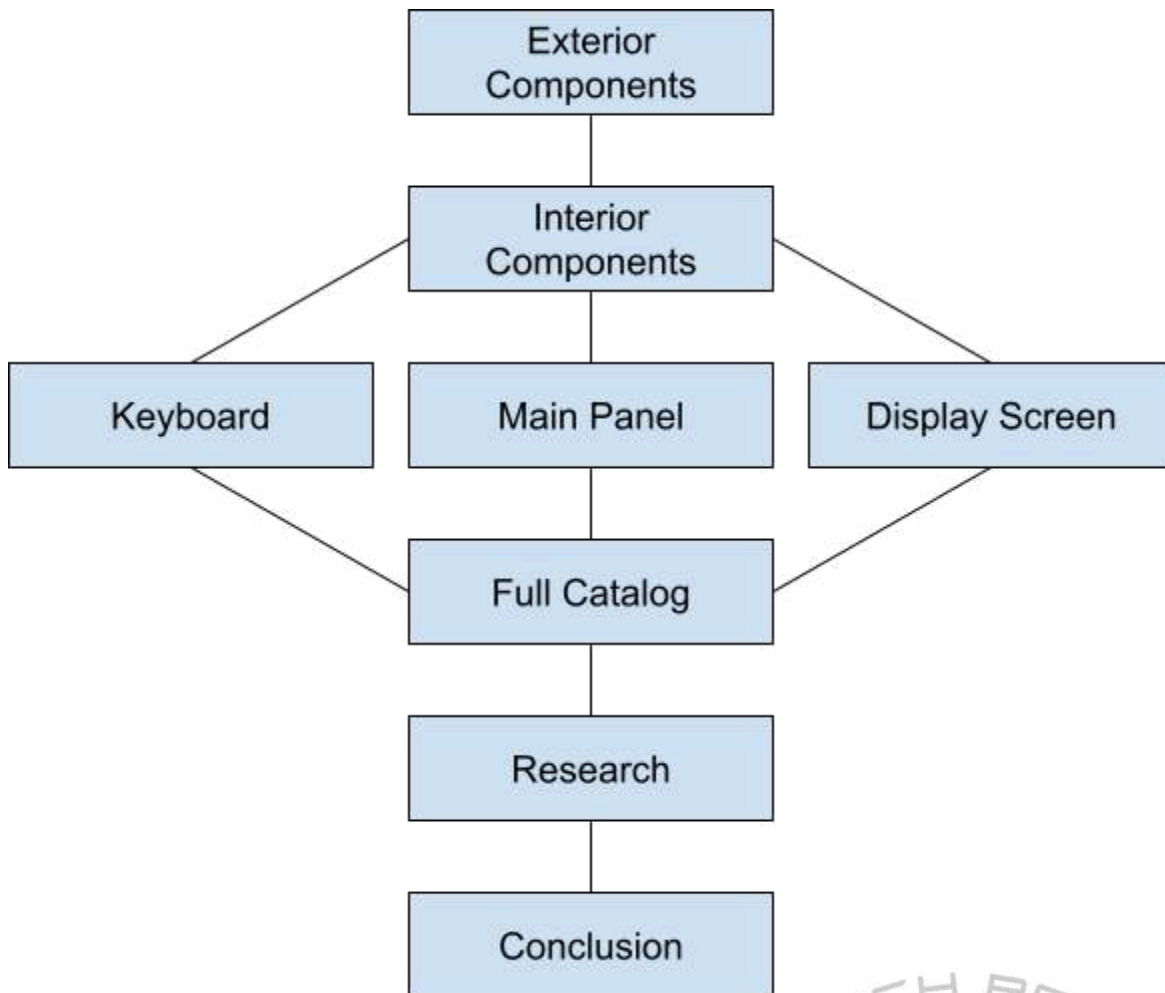 Exterior
Components
Interior
Components
Keyboard
Main Panel
Display Screen
Full Catalog
Research
Conclusion